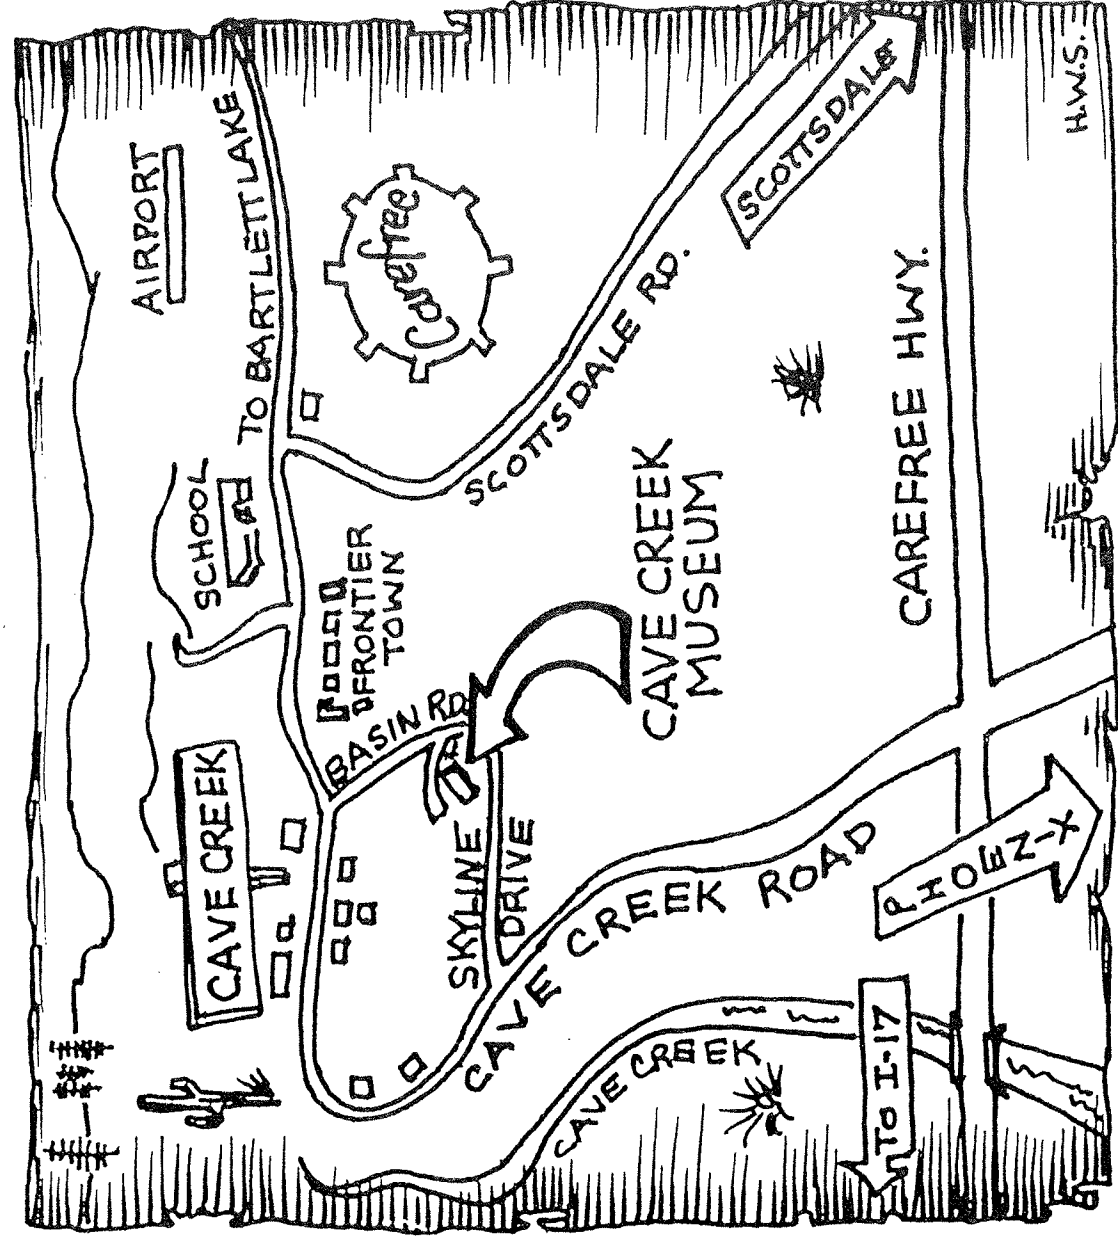 AIRPORT
TO BARTLETT LAKE
Carefree
SCHOOL
FRONTIER
TOWN
CAVE CREEK
BASIN RD.
SKYLINE
DRIVE
CAVE CREEK
MUSEUM
SCOTTSDALE RD.
SCOTTSDALE
CAREFREE HWY.
CAVE CREEK ROAD
CAVE CREEK
PHOENIX
TO I-17
H.W.S.